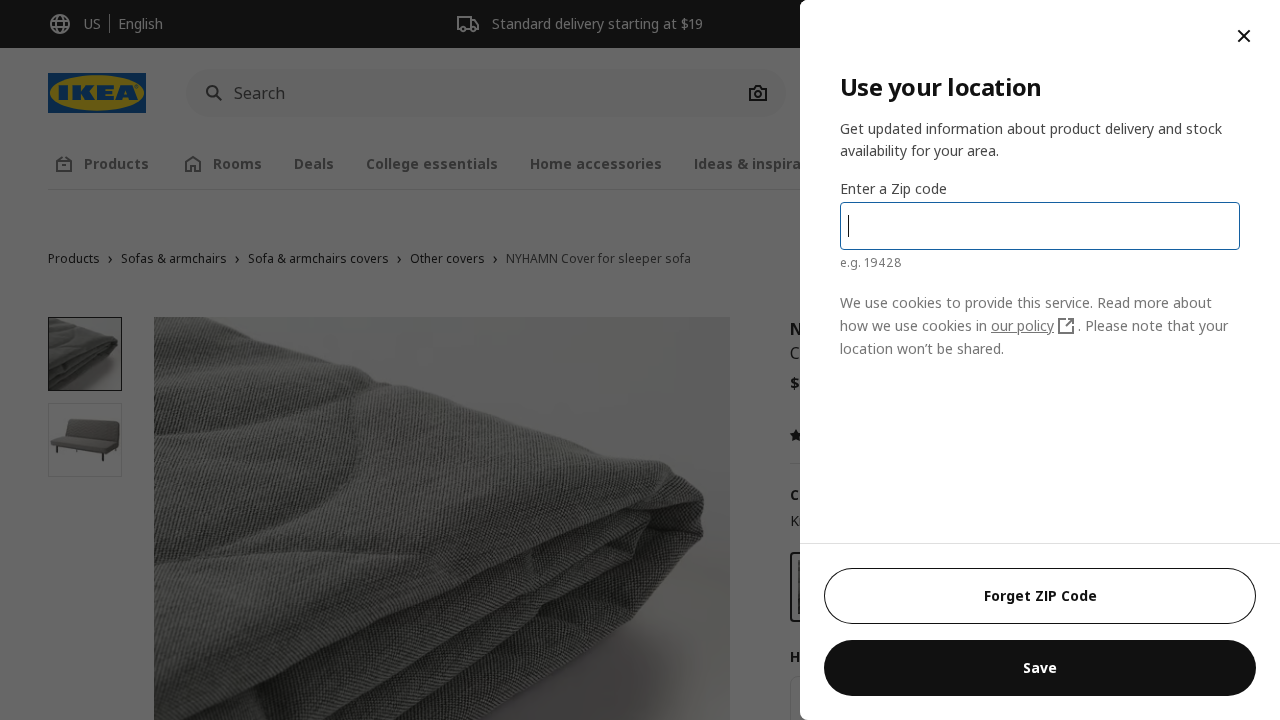 US
English
Standard delivery starting at $19
IKEA
Search
Products
Rooms
Deals
College essentials
Home accessories
Ideas & inspira
Products › Sofas & armchairs › Sofa & armchairs covers › Other covers › NYHAMN Cover for sleeper sofa
N
C
$
C
K
H
Use your location
Get updated information about product delivery and stock
availability for your area.
Enter a Zip code
e.g. 19428
We use cookies to provide this service. Read more about
how we use cookies in our policy . Please note that your
location won’t be shared.
Forget ZIP Code
Save